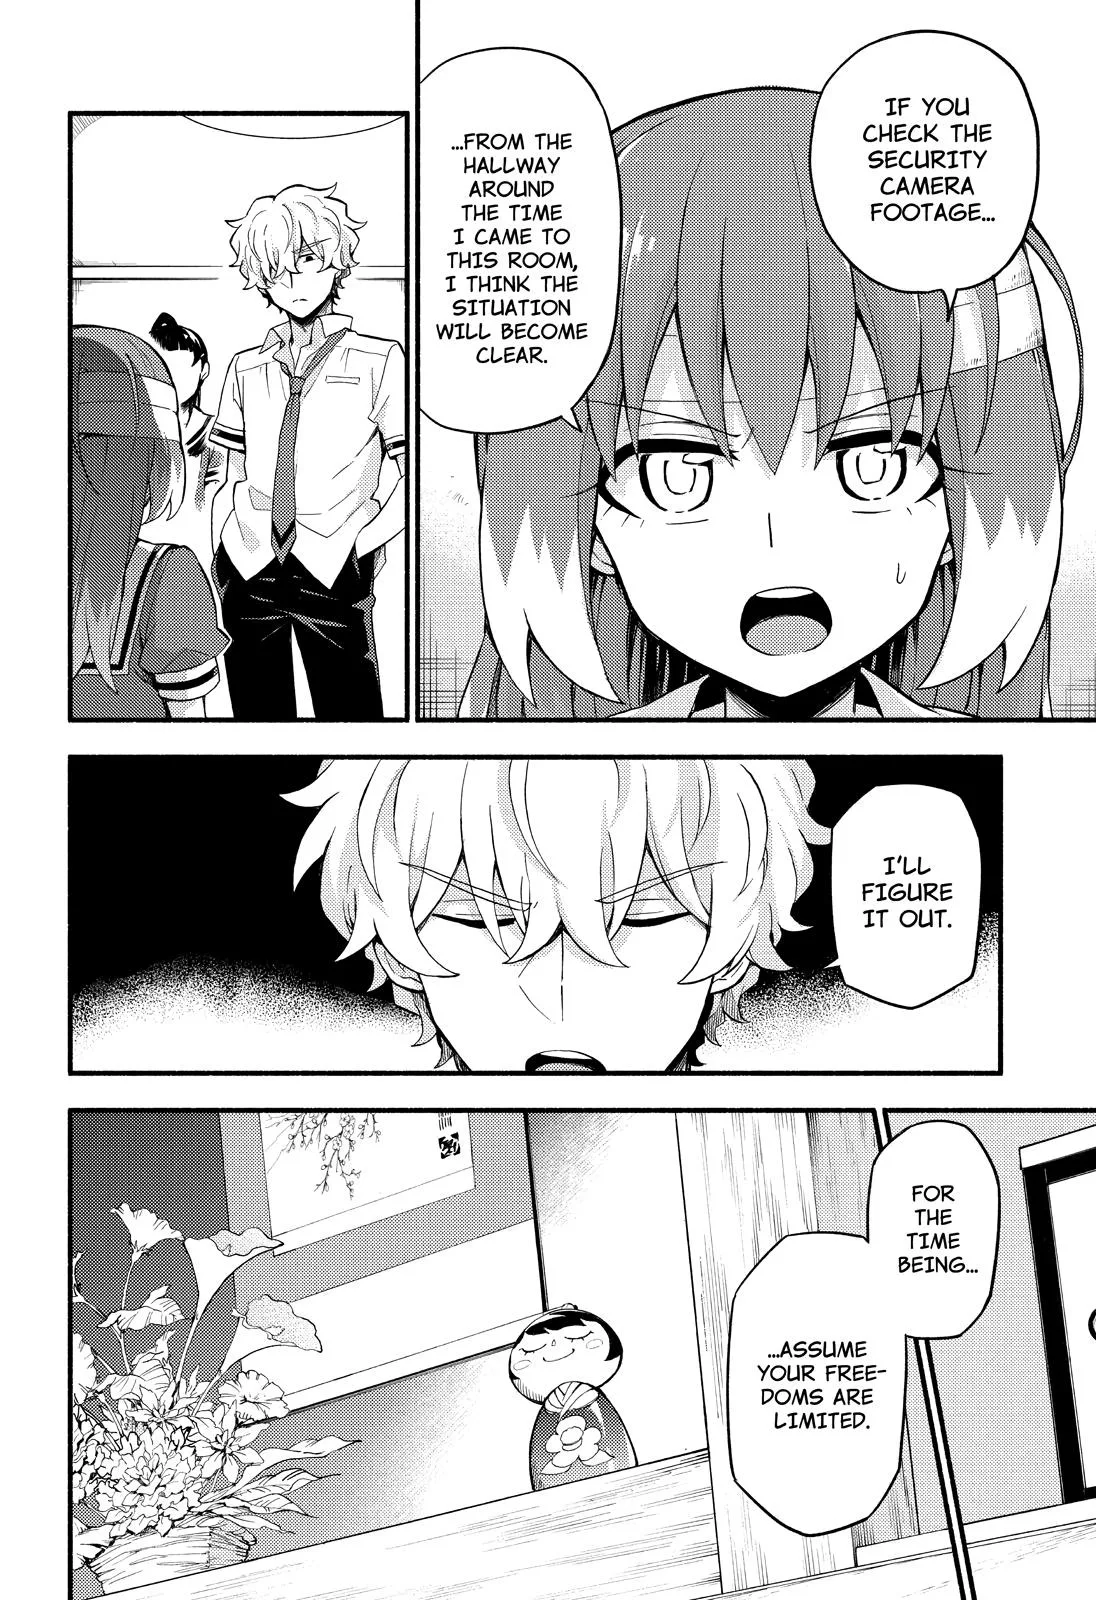 IF YOU
CHECK THE
SECURITY
CAMERA
FOOTAGE...
...FROM THE
HALLWAY
AROUND
THE TIME
I CAME TO
THIS ROOM,
I THINK THE
SITUATION
WILL BECOME
CLEAR.
I'LL
FIGURE
IT OUT.
FOR
THE
TIME
BEING...
...ASSUME
YOUR FREE-
DOMS ARE
LIMITED.